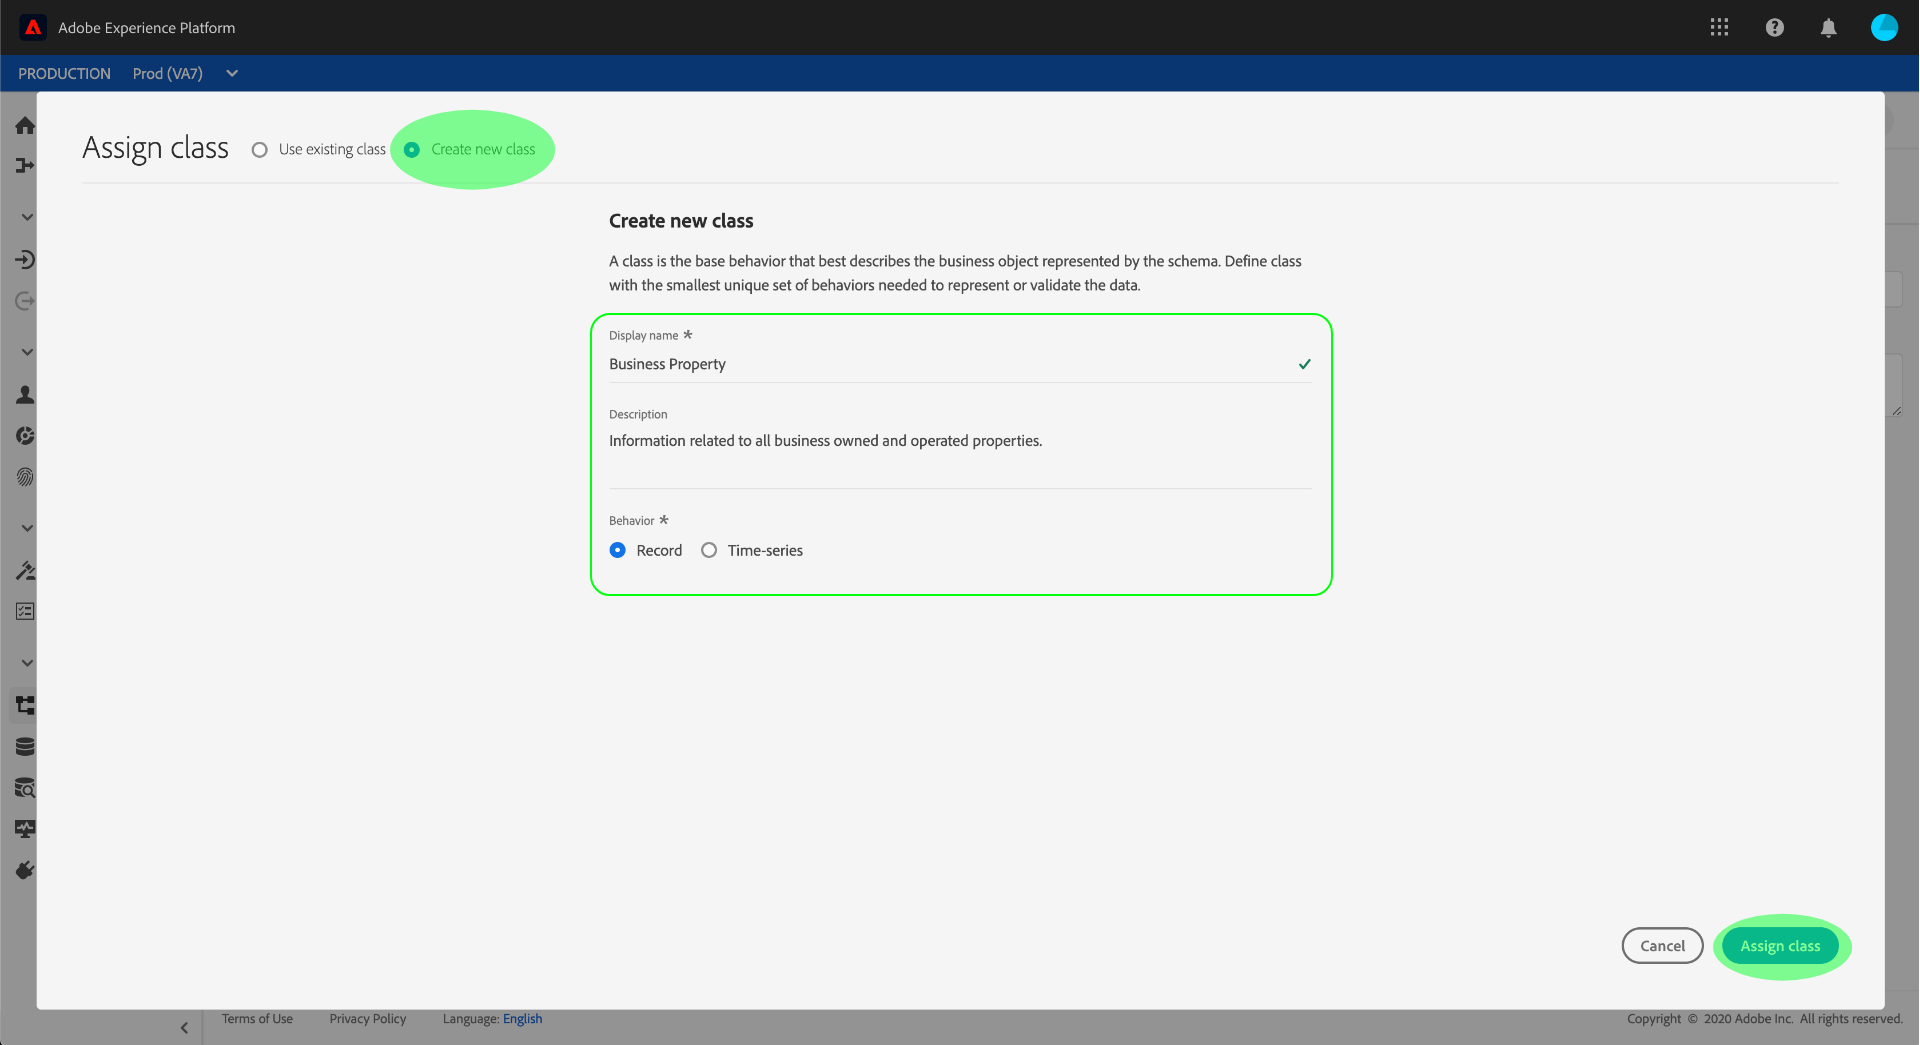 Adobe Experience Platform
PRODUCTION Prod (VA7)
Assign class Use existing class Create new class
Create new class
A class is the base behavior that best describes the business object represented by the schema. Define class
with the smallest unique set of behaviors needed to represent or validate the data.
Display name *
Business Property
Description
Information related to all business owned and operated properties.
Behavior *
Record Time-series
Cancel Assign class
Terms of Use Privacy Policy Language: English Copyright © 2020 Adobe Inc. All rights reserved.